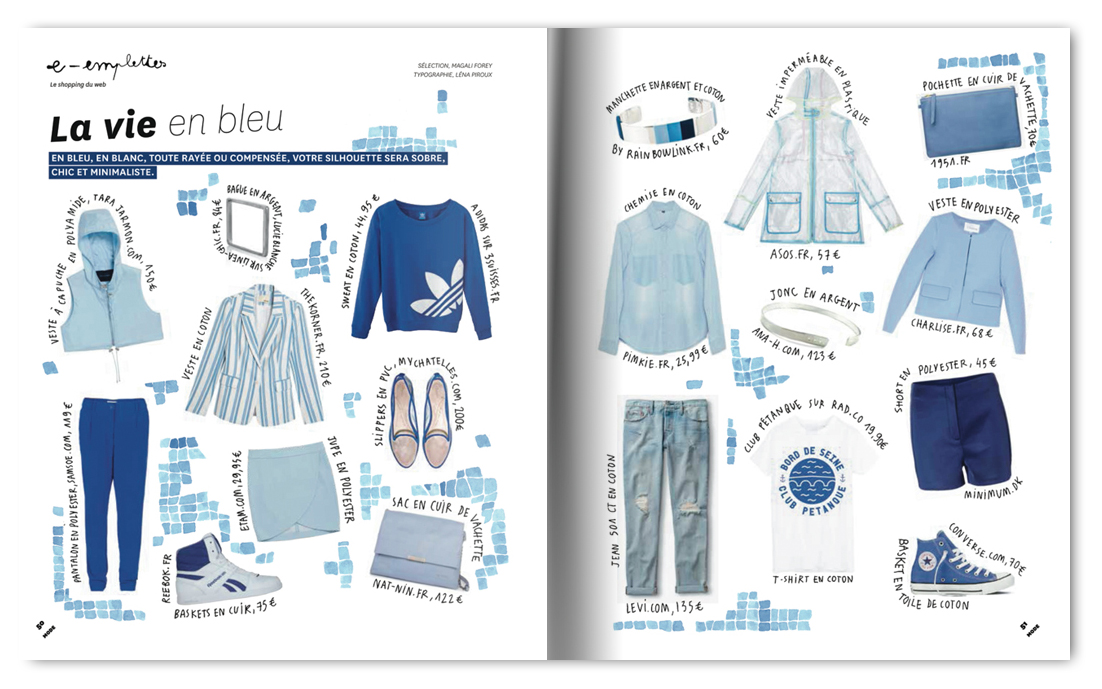 e-emplettes
Le shopping du web
SÉLECTION, MAGALI FOREY
TYPOGRAPHIE, LÉNA PIROUX
La vie en bleu
EN BLEU, EN BLANC, TOUTE RAYÉE OU COMPENSÉE, VOTRE SILHOUETTE SERA SOBRE,
CHIC ET MINIMALISTE.
VESTE À CAPUCHE EN POLYAMIDE, TARA JARMON.COM, 150€
BAGUE EN ARGENT, LUCIE BLANCHE SUR L'INEA-CHIC.FR, 84€
SWEAT EN COTON, 44,95 €
ADIDAS SUR 3SUISSES.FR
VESTE EN COTON
THEKORNER.FR, 210 €
SLIPPERS EN PVC, MYCHATELLES.COM, 200€
PANTALON EN POLYESTER, SAMSOE.COM, 119 €
ETAM.COM, 29,95€
JUPE EN POLYESTER
SAC EN CUIR DE VACHETTE
NAT-NIN.FR, 122 €
REEBOK.FR
BASKETS EN CUIR, 75€
50
MODE
MANCHETTE EN ARGENT ET COTON
BY RAINBOWLINK.FR, 60€
VESTE IMPERMÉABLE EN PLASTIQUE
ASOS.FR, 57 €
POCHETTE EN CUIR DE VACHETTE, 70€
1951.FR
CHEMISE EN COTON
PIMKIE.FR, 25,99€
JONC EN ARGENT
ANA-H.COM, 123 €
VESTE EN POLYESTER
CHARLISE.FR, 68€
SHORT EN POLYESTER, 45€
MINIMUM.DK
JEAN 501 CT EN COTON
LEVI.COM, 135€
CLUB PÉTANQUE SUR RAD.CO 19,90€
BORD DE SEINE
CLUB PETANQUE
T-SHIRT EN COTON
CONVERSE.COM, 70€
BASKET EN TOILE DE COTON
51
MODE